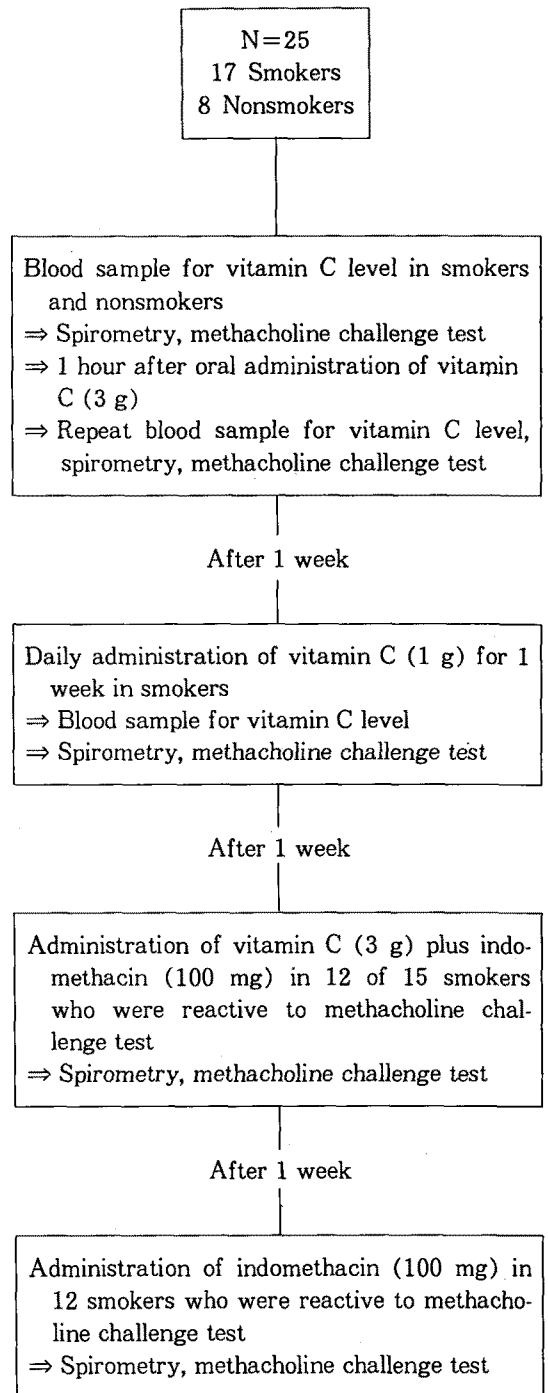 N=25
17 Smokers
8 Nonsmokers
Blood sample for vitamin C level in smokers
and nonsmokers
⇒ Spirometry, methacholine challenge test
⇒ 1 hour after oral administration of vitamin
C (3 g)
⇒ Repeat blood sample for vitamin C level,
spirometry, methacholine challenge test
After 1 week
Daily administration of vitamin C (1 g) for 1
week in smokers
⇒ Blood sample for vitamin C level
⇒ Spirometry, methacholine challenge test
After 1 week
Administration of vitamin C (3 g) plus indo-
methacin (100 mg) in 12 of 15 smokers
who were reactive to methacholine chal-
lenge test
⇒ Spirometry, methacholine challenge test
After 1 week
Administration of indomethacin (100 mg) in
12 smokers who were reactive to methacho-
line challenge test
⇒ Spirometry, methacholine challenge test